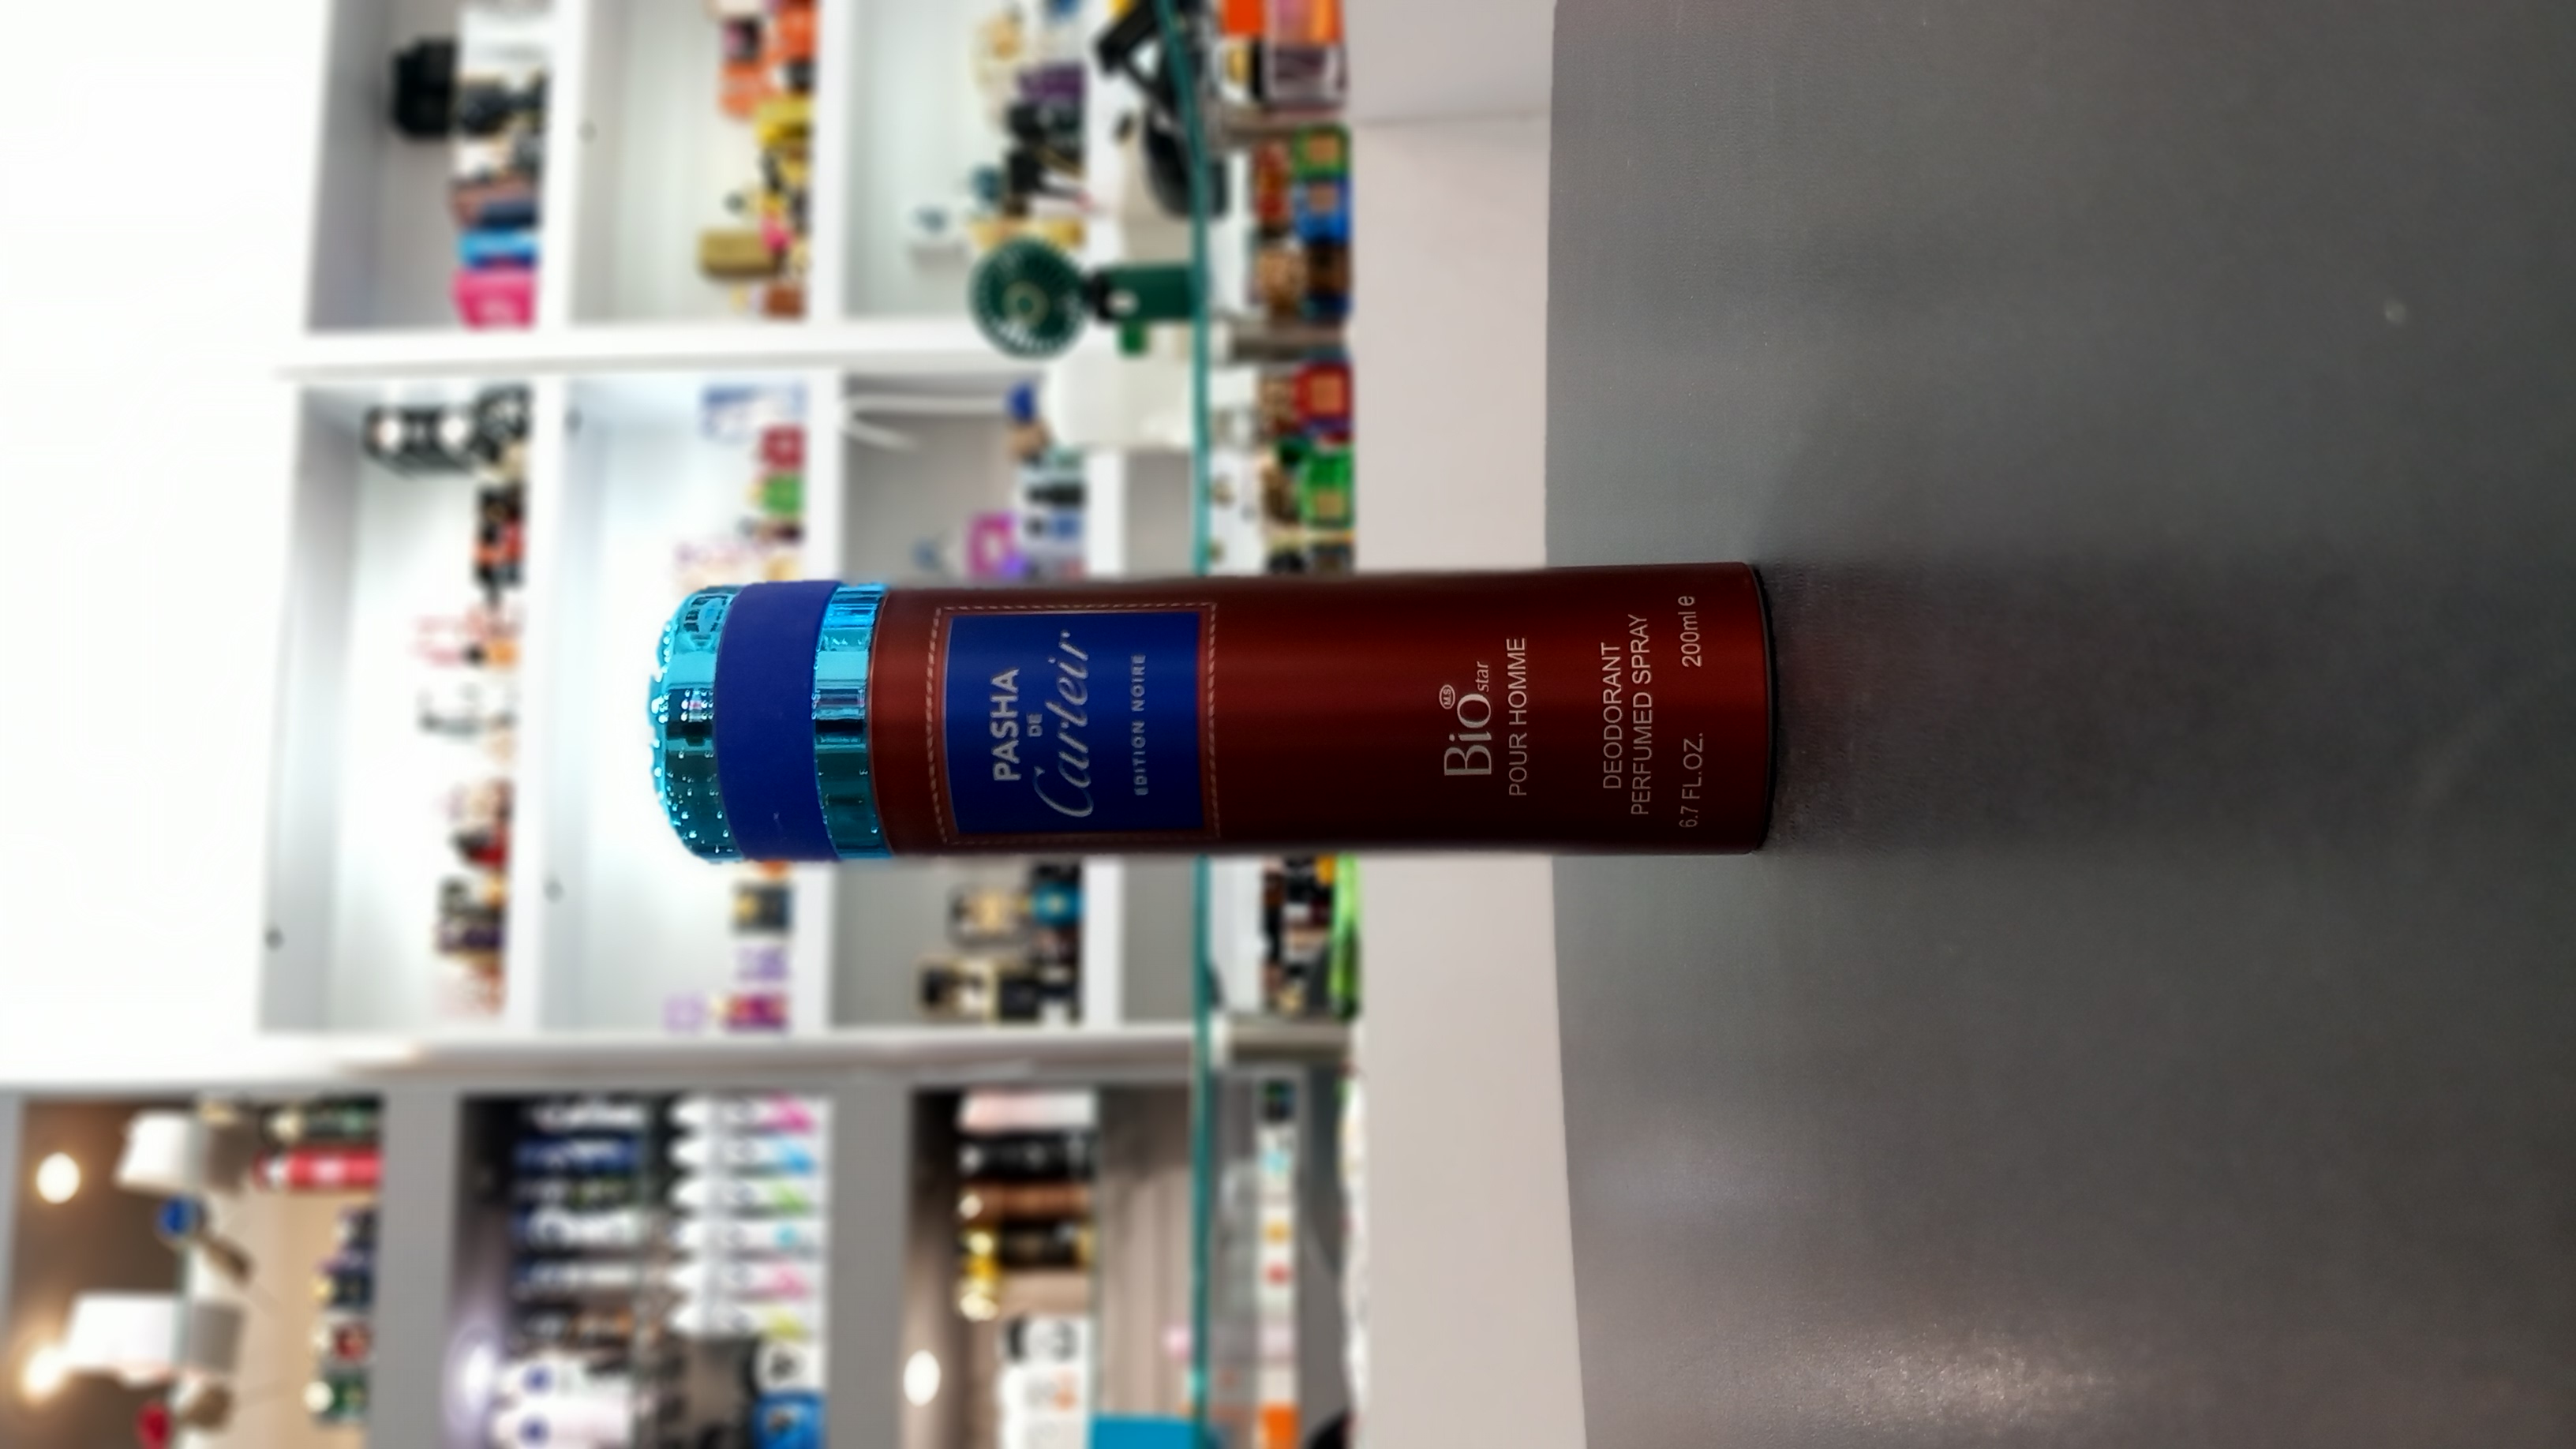 PASHA
DE
Carteir
EDITION NOIRE
BiO star M.S
POUR HOMME
DEODORANT
PERFUMED SPRAY
6.7 FL.OZ. 200ml e